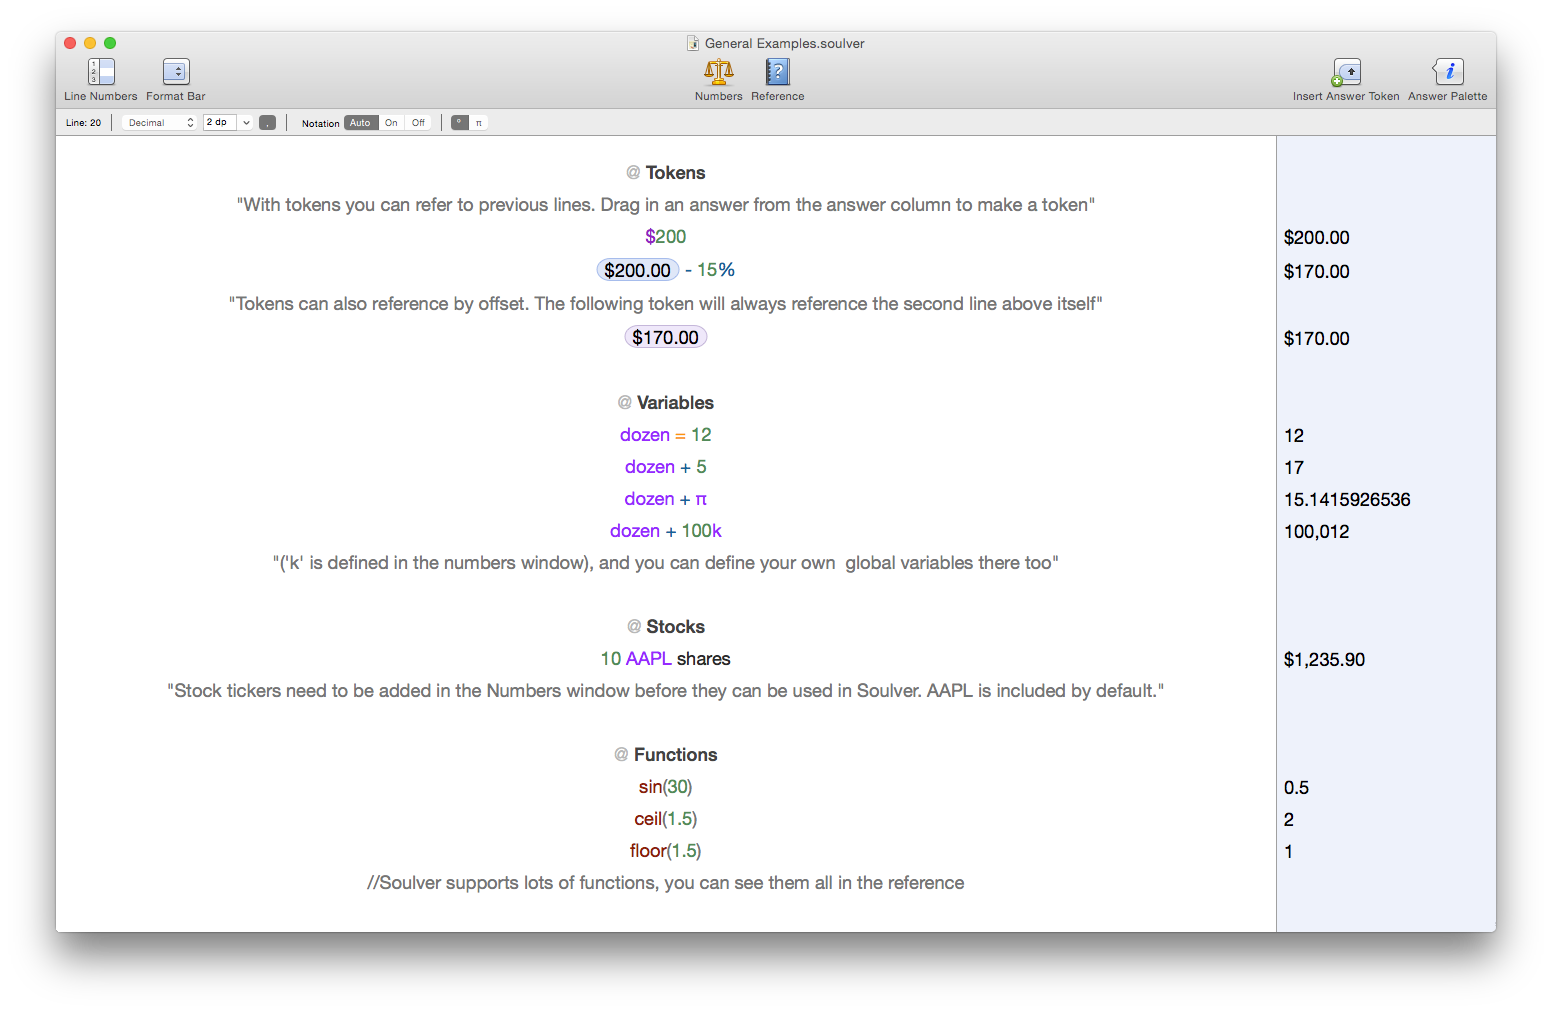 General Examples.soulver
1
2
3
Line Numbers Format Bar Numbers Reference Insert Answer Token Answer Palette
Line: 20 Decimal 2 dp , Notation Auto On Off ° π
@ Tokens
"With tokens you can refer to previous lines. Drag in an answer from the answer column to make a token"
$200 $200.00
$200.00 - 15% $170.00
"Tokens can also reference by offset. The following token will always reference the second line above itself"
$170.00 $170.00
@ Variables
dozen = 12 12
dozen + 5 17
dozen + π 15.1415926536
dozen + 100k 100,012
"('k' is defined in the numbers window), and you can define your own  global variables there too"
@ Stocks
10 AAPL shares $1,235.90
"Stock tickers need to be added in the Numbers window before they can be used in Soulver. AAPL is included by default."
@ Functions
sin(30) 0.5
ceil(1.5) 2
floor(1.5) 1
//Soulver supports lots of functions, you can see them all in the reference